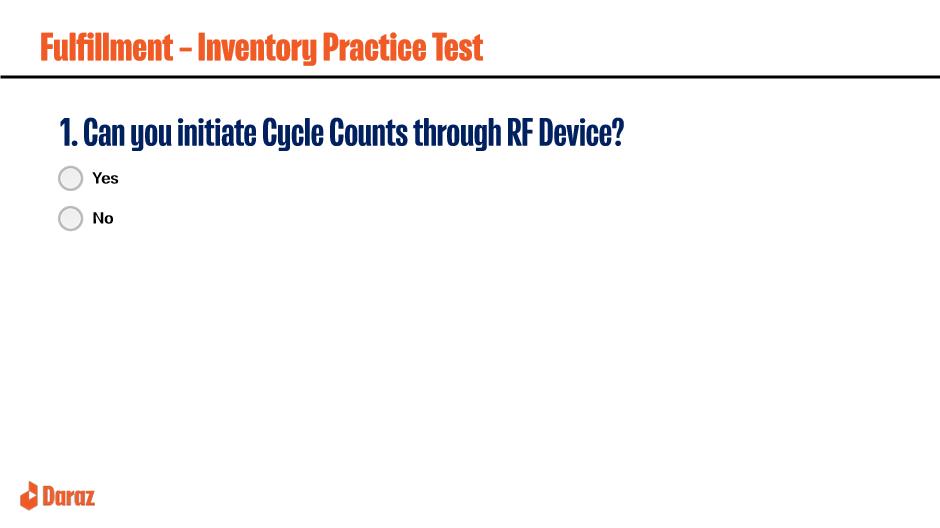 Fulfillment – Inventory Practice Test
1. Can you initiate Cycle Counts through RF Device?
Yes
No
Daraz